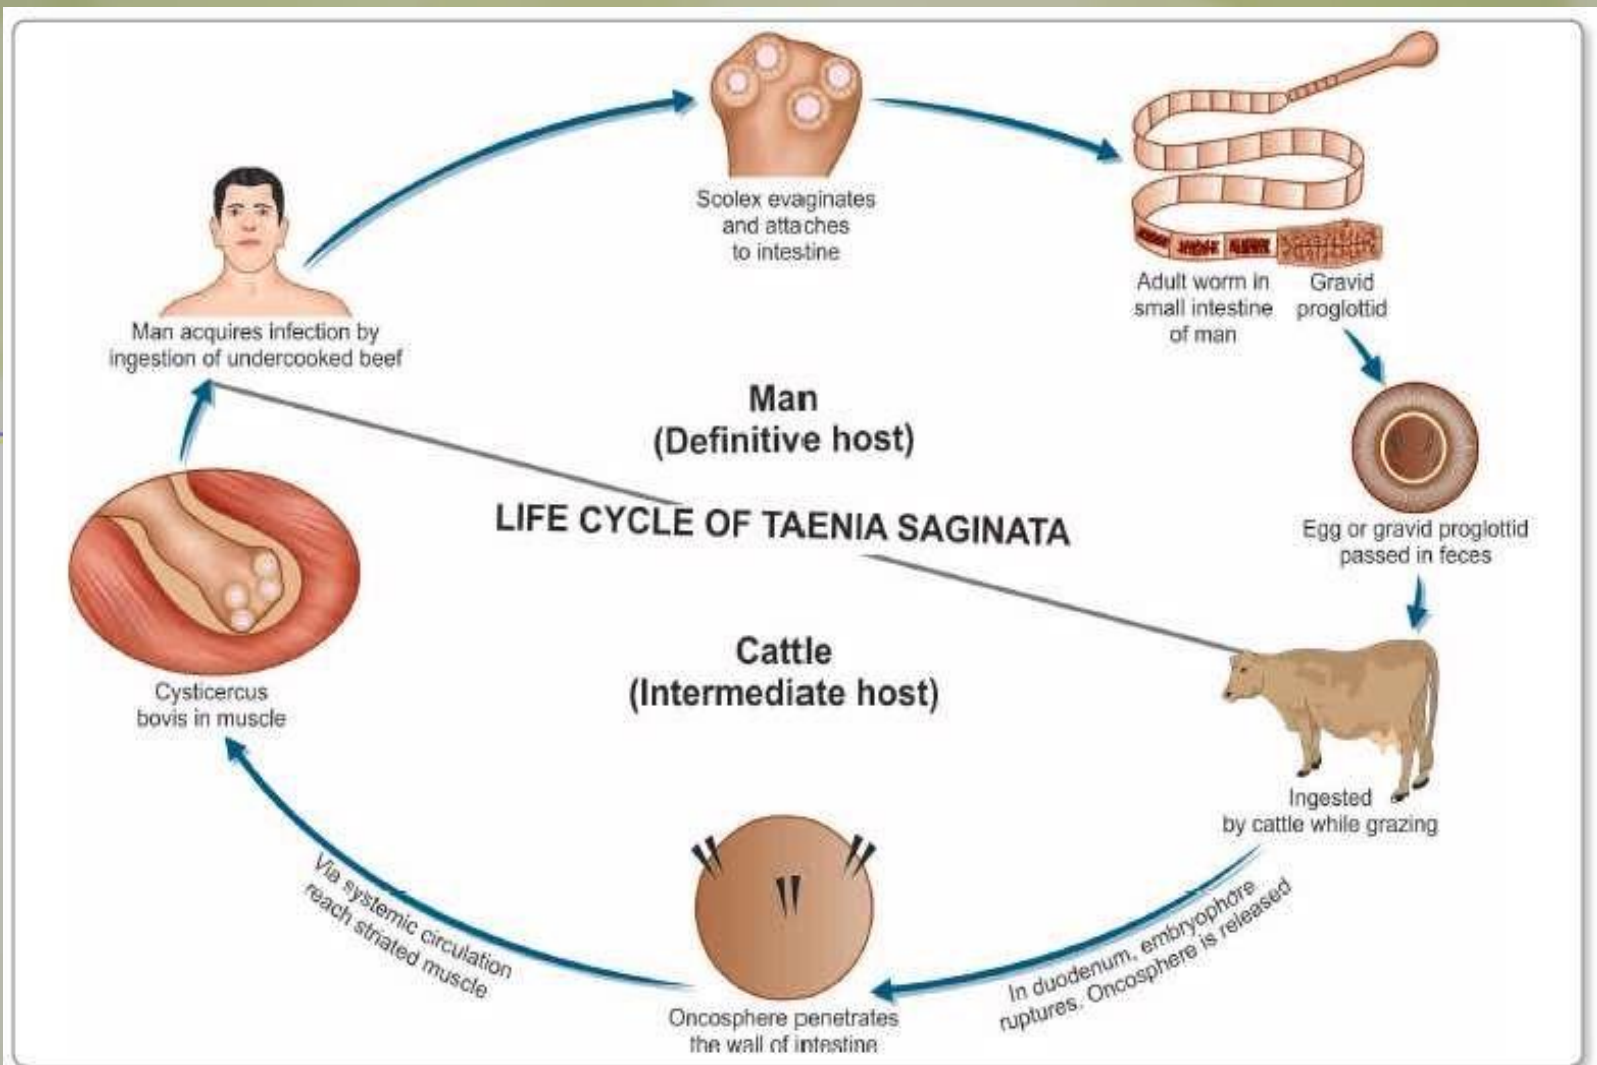 Scolex evaginates
and attaches
to intestine
Adult worm in
small intestine
of man
Gravid
proglottid
Egg or gravid proglottid
passed in feces
Ingested
by cattle while grazing
In duodenum, embryophore
ruptures. Oncosphere is released
Oncosphere penetrates
the wall of intestine
Via systemic circulation
reach striated muscle
Cysticercus
bovis in muscle
Man acquires infection by
ingestion of undercooked beef
Man
(Definitive host)
LIFE CYCLE OF TAENIA SAGINATA
Cattle
(Intermediate host)